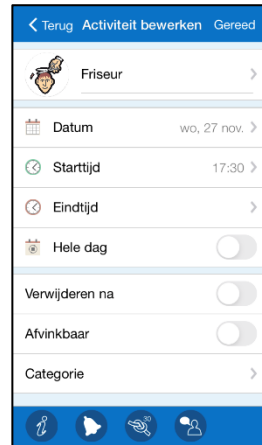 Terug Activiteit bewerken Gereed
Friseur
Datum wo, 27 nov.
Starttijd 17:30
Eindtijd
Hele dag
Verwijderen na
Afvinkbaar
Categorie
30